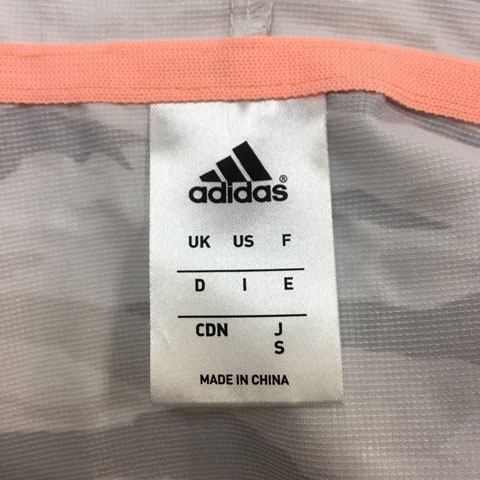 adidas®
UK US F
D I E
CDN J
S
MADE IN CHINA